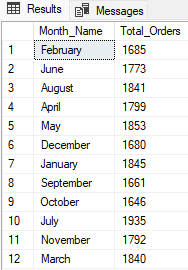 Results Messages
Month_Name Total_Orders
1 February 1685
2 June 1773
3 August 1841
4 April 1799
5 May 1853
6 December 1680
7 January 1845
8 September 1661
9 October 1646
10 July 1935
11 November 1792
12 March 1840